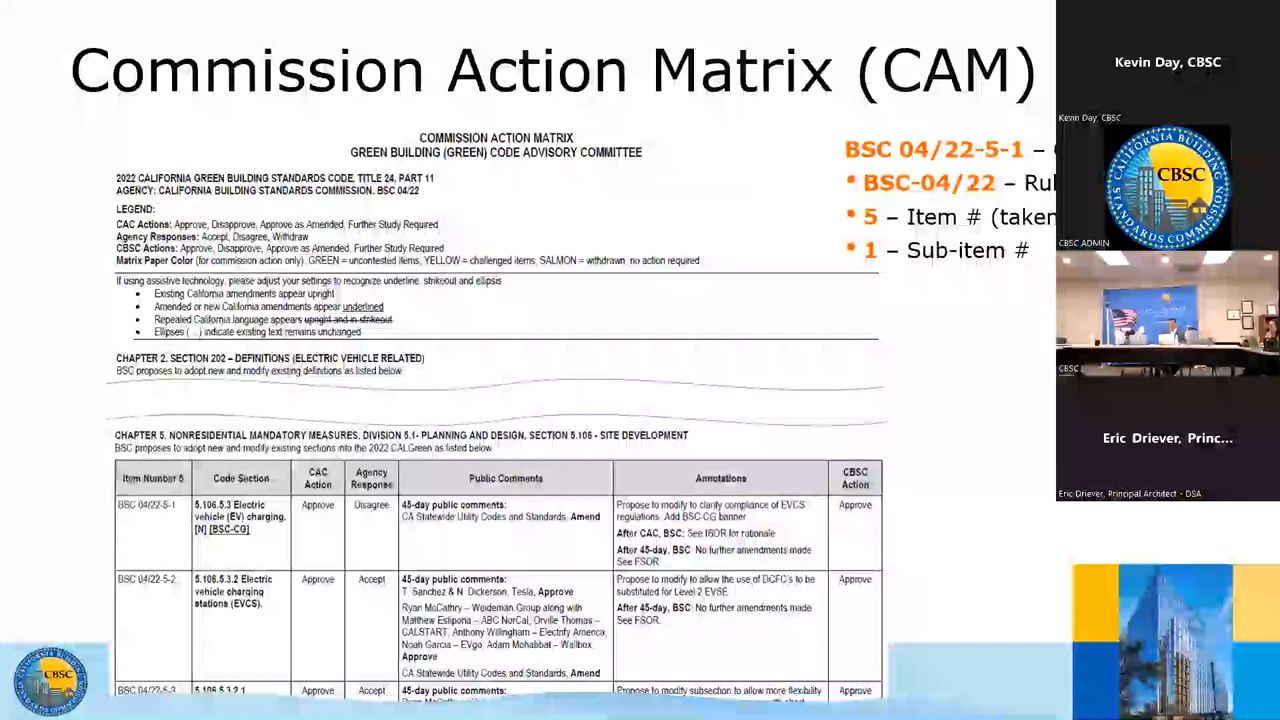 Commission Action Matrix (CAM)
COMMISSION ACTION MATRIX
GREEN BUILDING (GREEN) CODE ADVISORY COMMITTEE
2022 CALIFORNIA GREEN BUILDING STANDARDS CODE, TITLE 24, PART 11
AGENCY: CALIFORNIA BUILDING STANDARDS COMMISSION. BSC 04/22
LEGEND:
CAC Actions: Approve, Disapprove, Approve as Amended, Further Study Required
Agency Responses: Accept, Disagree, Withdraw
CBSC Actions: Approve, Disapprove, Approve as Amended, Further Study Required
Matrix Paper Color (for commission action only). GREEN = uncontested items, YELLOW = challenged items, SALMON = withdrawn, no action required)
If using assistive technology, please adjust your settings to recognize underline, strikeout and ellipsis
• Existing California amendments appear upright
• Amended or new California amendments appear underlined
• Repealed California language appears upright and in strikeout
• Ellipses (...) indicate existing text remains unchanged
CHAPTER 2. SECTION 202 – DEFINITIONS (ELECTRIC VEHICLE RELATED)
BSC proposes to adopt new and modify existing definitions as listed below
CHAPTER 5. NONRESIDENTIAL MANDATORY MEASURES, DIVISION 5.1- PLANNING AND DESIGN, SECTION 5.106 - SITE DEVELOPMENT
BSC proposes to adopt new and modify existing sections into the 2022 CALGreen as listed below
Item Number 5
Code Section
CAC
Action
Agency
Response
Public Comments
Annotations
CBSC
Action
BSC 04/22-5-1
5.106.5.3 Electric
vehicle (EV) charging.
[N] [BSC-CG]
Approve
Disagree
45-day public comments:
CA Statewide Utility Codes and Standards, Amend
Propose to modify to clarify compliance of EVCS
regulations. Add BSC-CG banner
After CAC, BSC: See ISOR for rationale
After 45-day, BSC: No further amendments made
See FSOR
Approve
BSC 04/22-5-2
5.106.5.3.2 Electric
vehicle charging
stations (EVCS).
Approve
Accept
45-day public comments:
T. Sanchez & N. Dickerson, Tesla, Approve
Ryan McCathry – Weideman Group along with
Matthew Estipona – ABC NorCal, Orville Thomas –
CALSTART, Anthony Willingham – Electrify America,
Noah Garcia – EVgo, Adam Mohabbat – Wallbox,
Approve
CA Statewide Utility Codes and Standards, Amend
Propose to modify to allow the use of DCFC's to be
substituted for Level 2 EVSE
After 45-day, BSC: No further amendments made
See FSOR.
Approve
BSC 04/22-5-3
5.106.5.3.2.1
Approve
Accept
45-day public comments:
Propose to modify subsection to allow more flexibility
Approve
BSC 04/22-5-1 –
• BSC-04/22 – Rul
• 5 – Item # (taken
• 1 – Sub-item #
Kevin Day, CBSC
Kevin Day, CBSC
CALIFORNIA BUILDING STANDARDS COMMISSION
CBSC
CBSC ADMIN
CBSC
Eric Driever, Princ...
Eric Driever, Principal Architect - DSA
CBSC